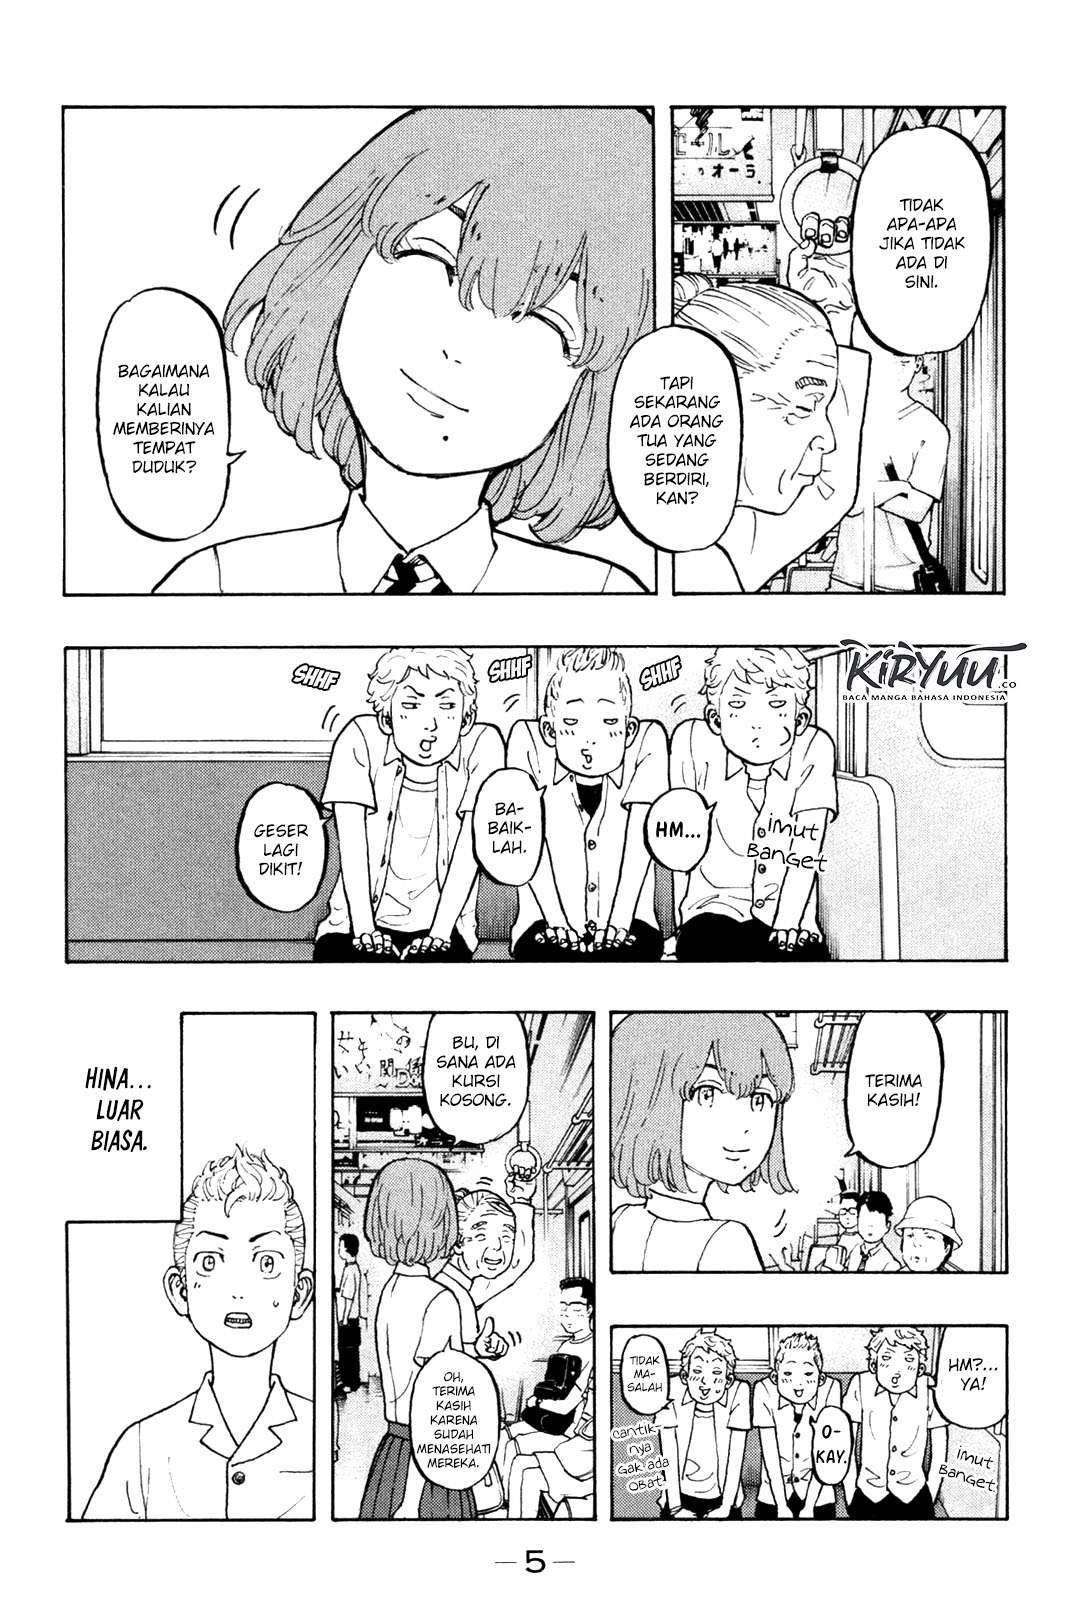 TIDAK
APA-APA
JIKA TIDAK
ADA DI
SINI.
TAPI
SEKARANG
ADA ORANG
TUA YANG
SEDANG
BERDIRI,
KAN?
BAGAIMANA
KALAU
KALIAN
MEMBERINYA
TEMPAT
DUDUK?
KiRYUU
.CO
BACA MANGA BAHASA INDONESIA
SHHF
SHHF
SHHF
HM...
imut
Banget
BA-
BAIK-
LAH.
GESER
LAGI
DIKIT!
TERIMA
KASIH!
HM?...
YA!
imut
Banget
O-
KAY.
TIDAK
MA-
SALAH
cantik-
nya
Gak ada
OBat
BU, DI
SANA ADA
KURSI
KOSONG.
OH,
TERIMA
KASIH
KARENA
SUDAH
MENASEHATI
MEREKA.
HINA...
LUAR
BIASA.
— 5 —